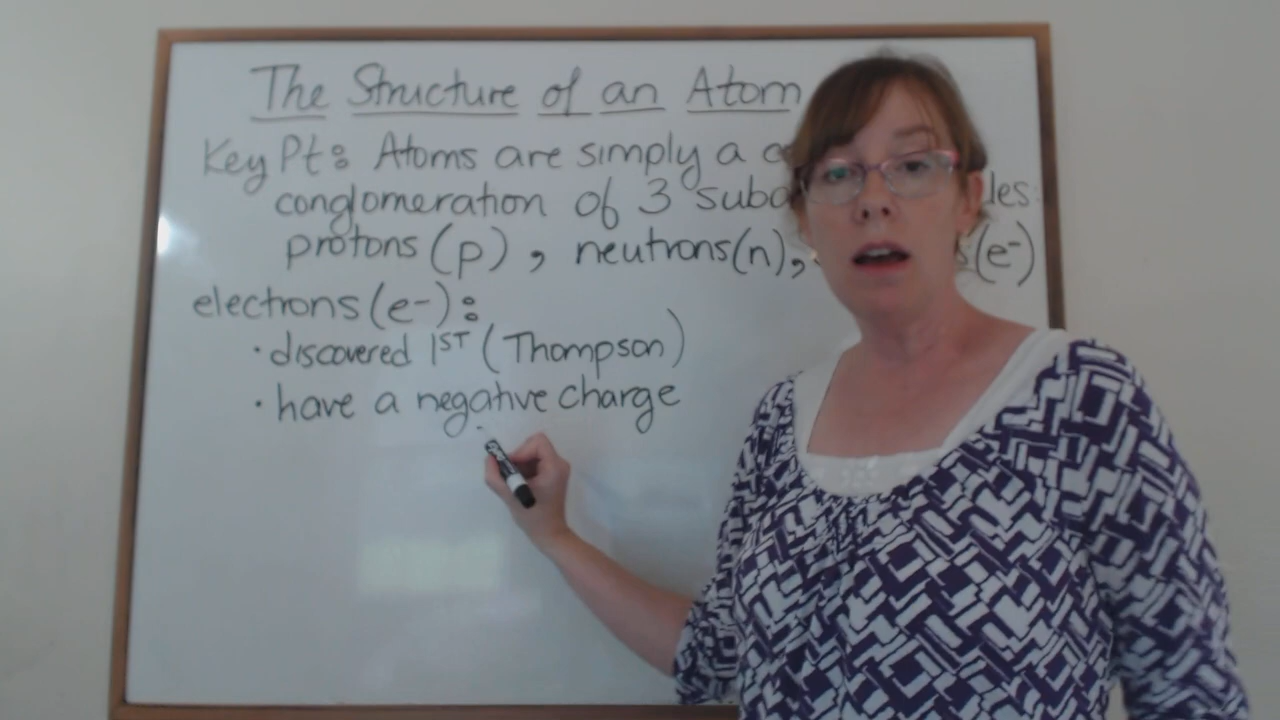 The Structure of an Atom
Key Pt: Atoms are simply a
conglomeration of 3
protons (p), neutrons (n), (e-)
electrons (e-):
• discovered 1ST (Thompson)
• have a negative charge